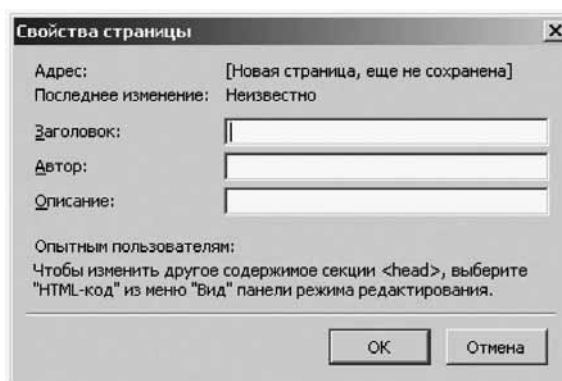 Свойства страницы
Адрес: [Новая страница, еще не сохранена]
Последнее изменение: Неизвестно
Заголовок:
Автор:
Описание:
Опытным пользователям:
Чтобы изменить другое содержимое секции <head>, выберите
"HTML-код" из меню "Вид" панели режима редактирования.
OK Отмена